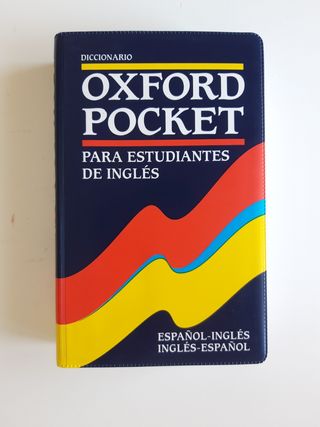 DICCIONARIO
OXFORD
POCKET
PARA ESTUDIANTES
DE INGLÉS
ESPAÑOL-INGLÉS
INGLÉS-ESPAÑOL